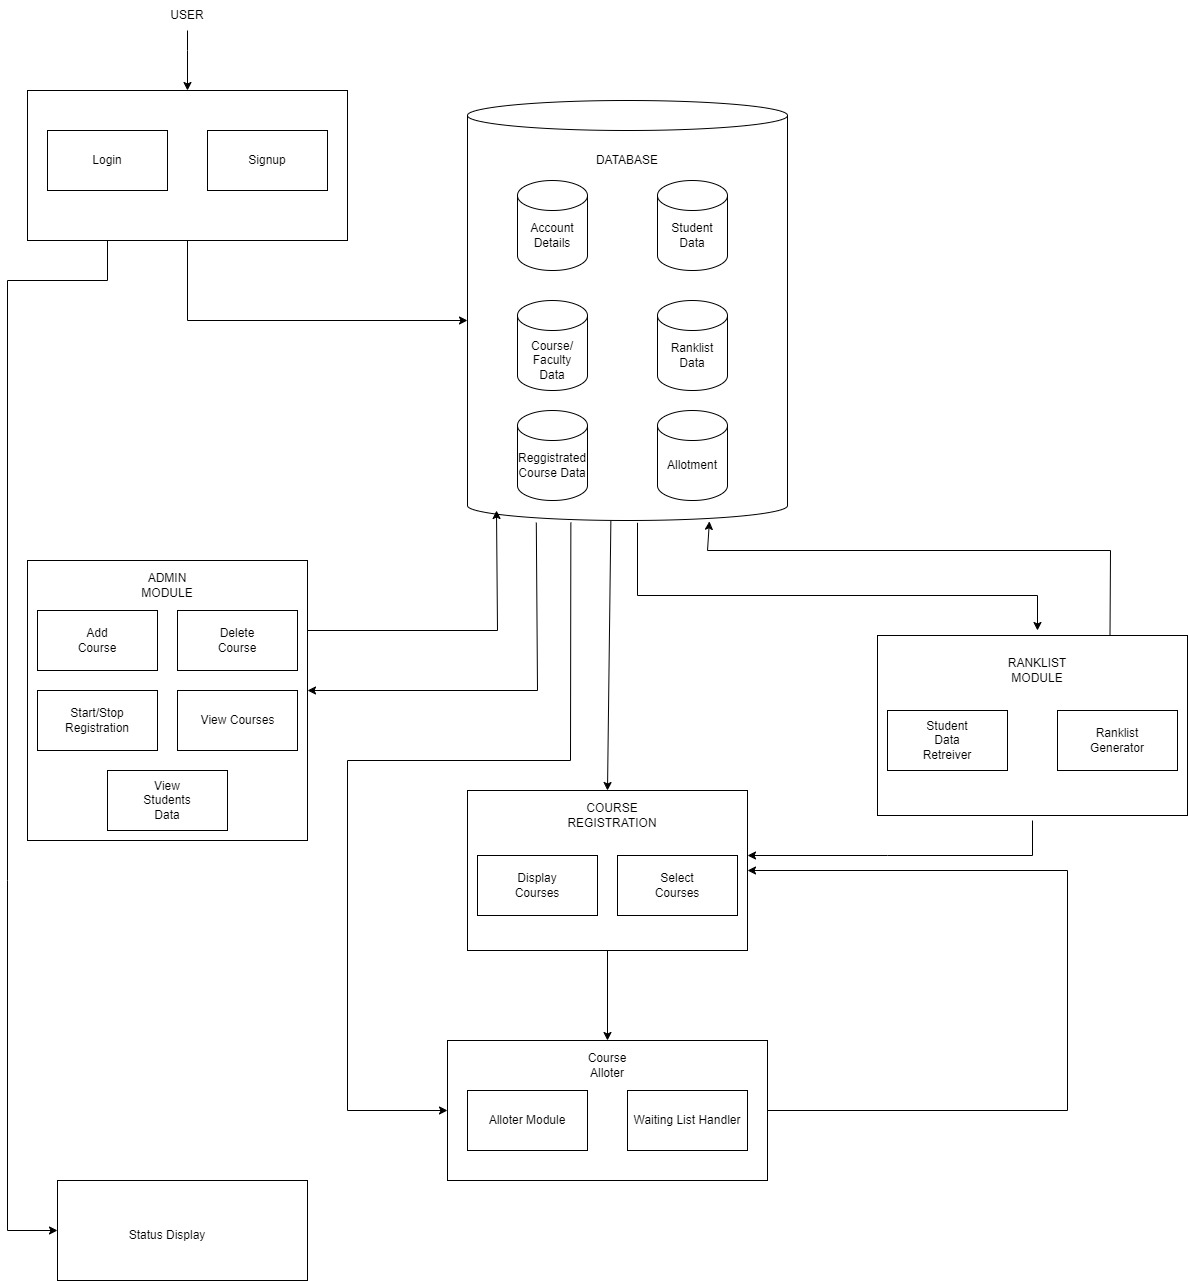 USER
Login
Signup
DATABASE
Account
Details
Student
Data
Course/
Faculty
Data
Ranklist
Data
Reggistrated
Course Data
Allotment
ADMIN
MODULE
Add
Course
Delete
Course
Start/Stop
Registration
View Courses
View
Students
Data
RANKLIST
MODULE
Student
Data
Retreiver
Ranklist
Generator
COURSE
REGISTRATION
Display
Courses
Select
Courses
Course
Alloter
Alloter Module
Waiting List Handler
Status Display